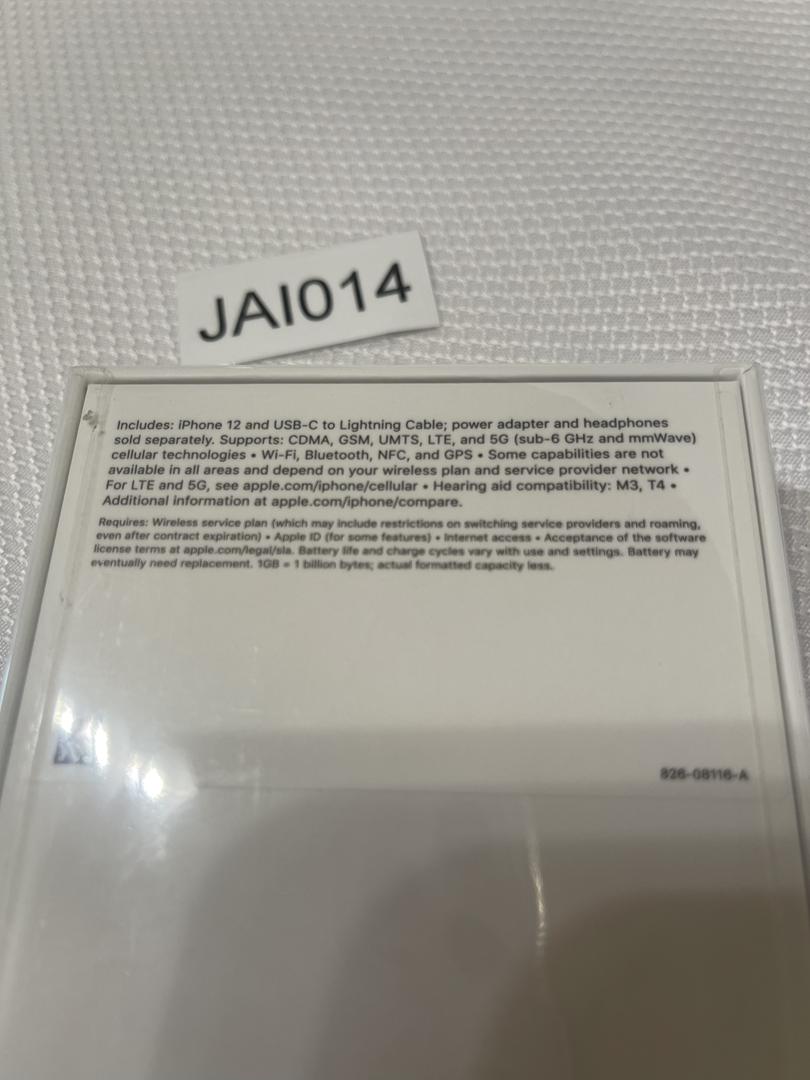 JAI014
Includes: iPhone 12 and USB-C to Lightning Cable; power adapter and headphones
sold separately. Supports: CDMA, GSM, UMTS, LTE, and 5G (sub-6 GHz and mmWave)
cellular technologies • Wi-Fi, Bluetooth, NFC, and GPS • Some capabilities are not
available in all areas and depend on your wireless plan and service provider network •
For LTE and 5G, see apple.com/iphone/cellular • Hearing aid compatibility: M3, T4 •
Additional information at apple.com/iphone/compare.
Requires: Wireless service plan (which may include restrictions on switching service providers and roaming,
even after contract expiration) • Apple ID (for some features) • Internet access • Acceptance of the software
license terms at apple.com/legal/sla. Battery life and charge cycles vary with use and settings. Battery may
eventually need replacement. 1GB = 1 billion bytes; actual formatted capacity less.
826-08116-A